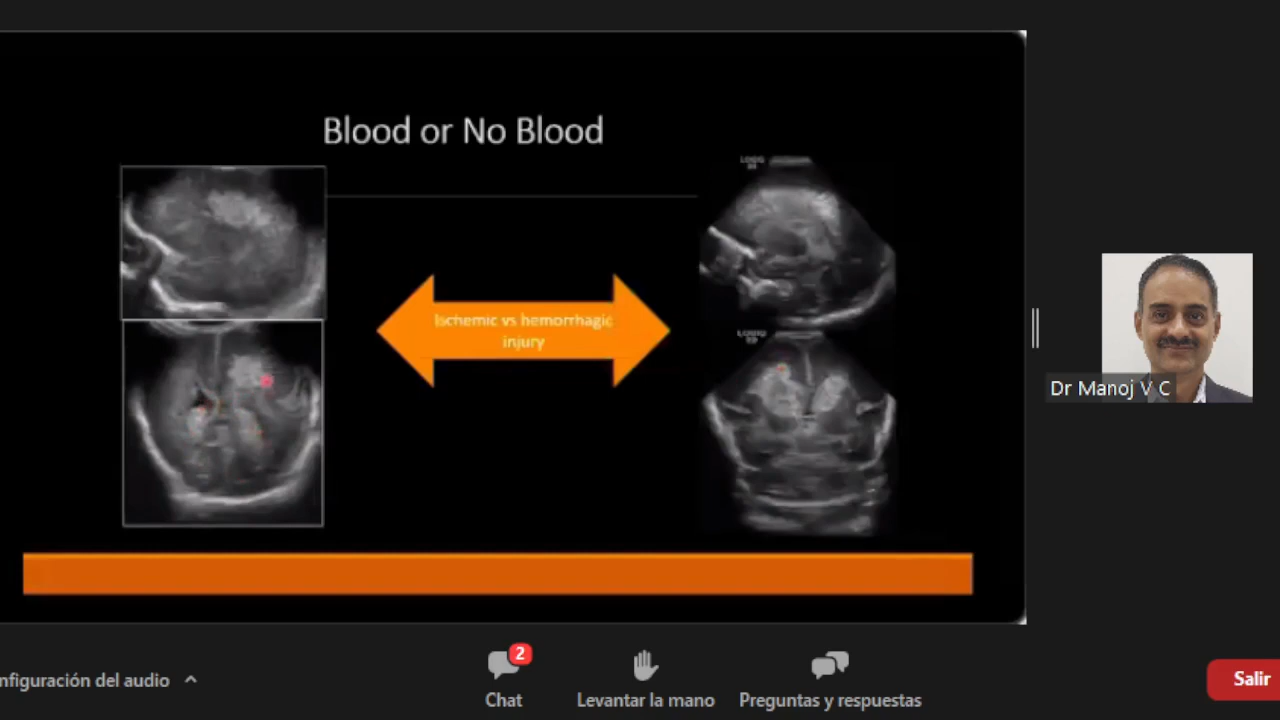 Blood or No Blood
Ischemic vs hemorrhagic
injury
Dr Manoj V C
nfiguración del audio
2
Chat
Levantar la mano
Preguntas y respuestas
Salir